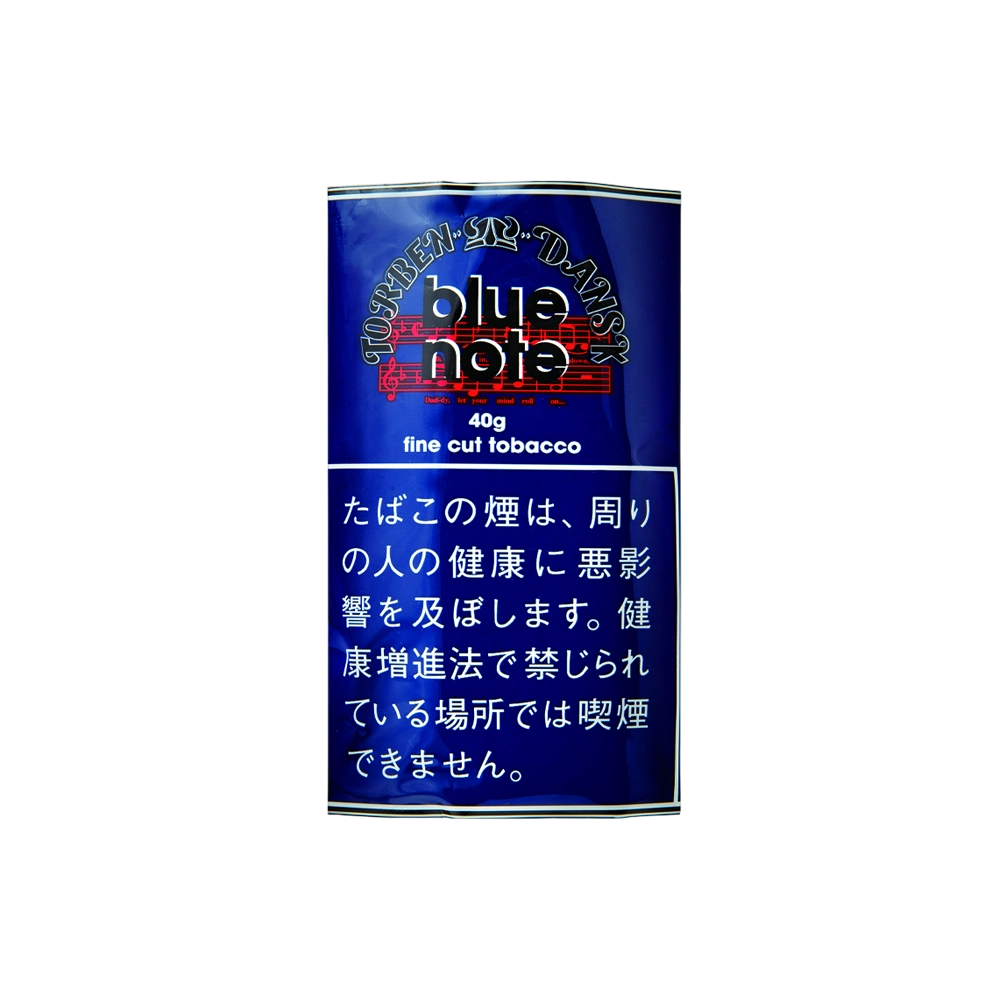 TORBEN DANSK
blue
note
Dad-dy, let your mind roll on...
40g
fine cut tobacco
たばこの煙は、周り
の人の健康に悪影
響を及ぼします。健
康増進法で禁じられ
ている場所では喫煙
できません。